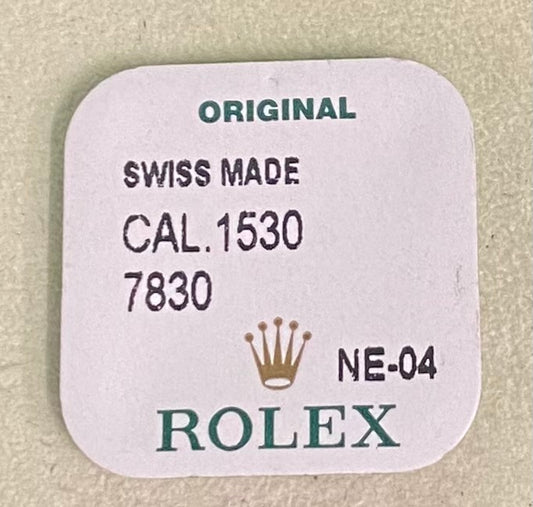 ORIGINAL
SWISS MADE
CAL.1530
7830
NE-04
ROLEX